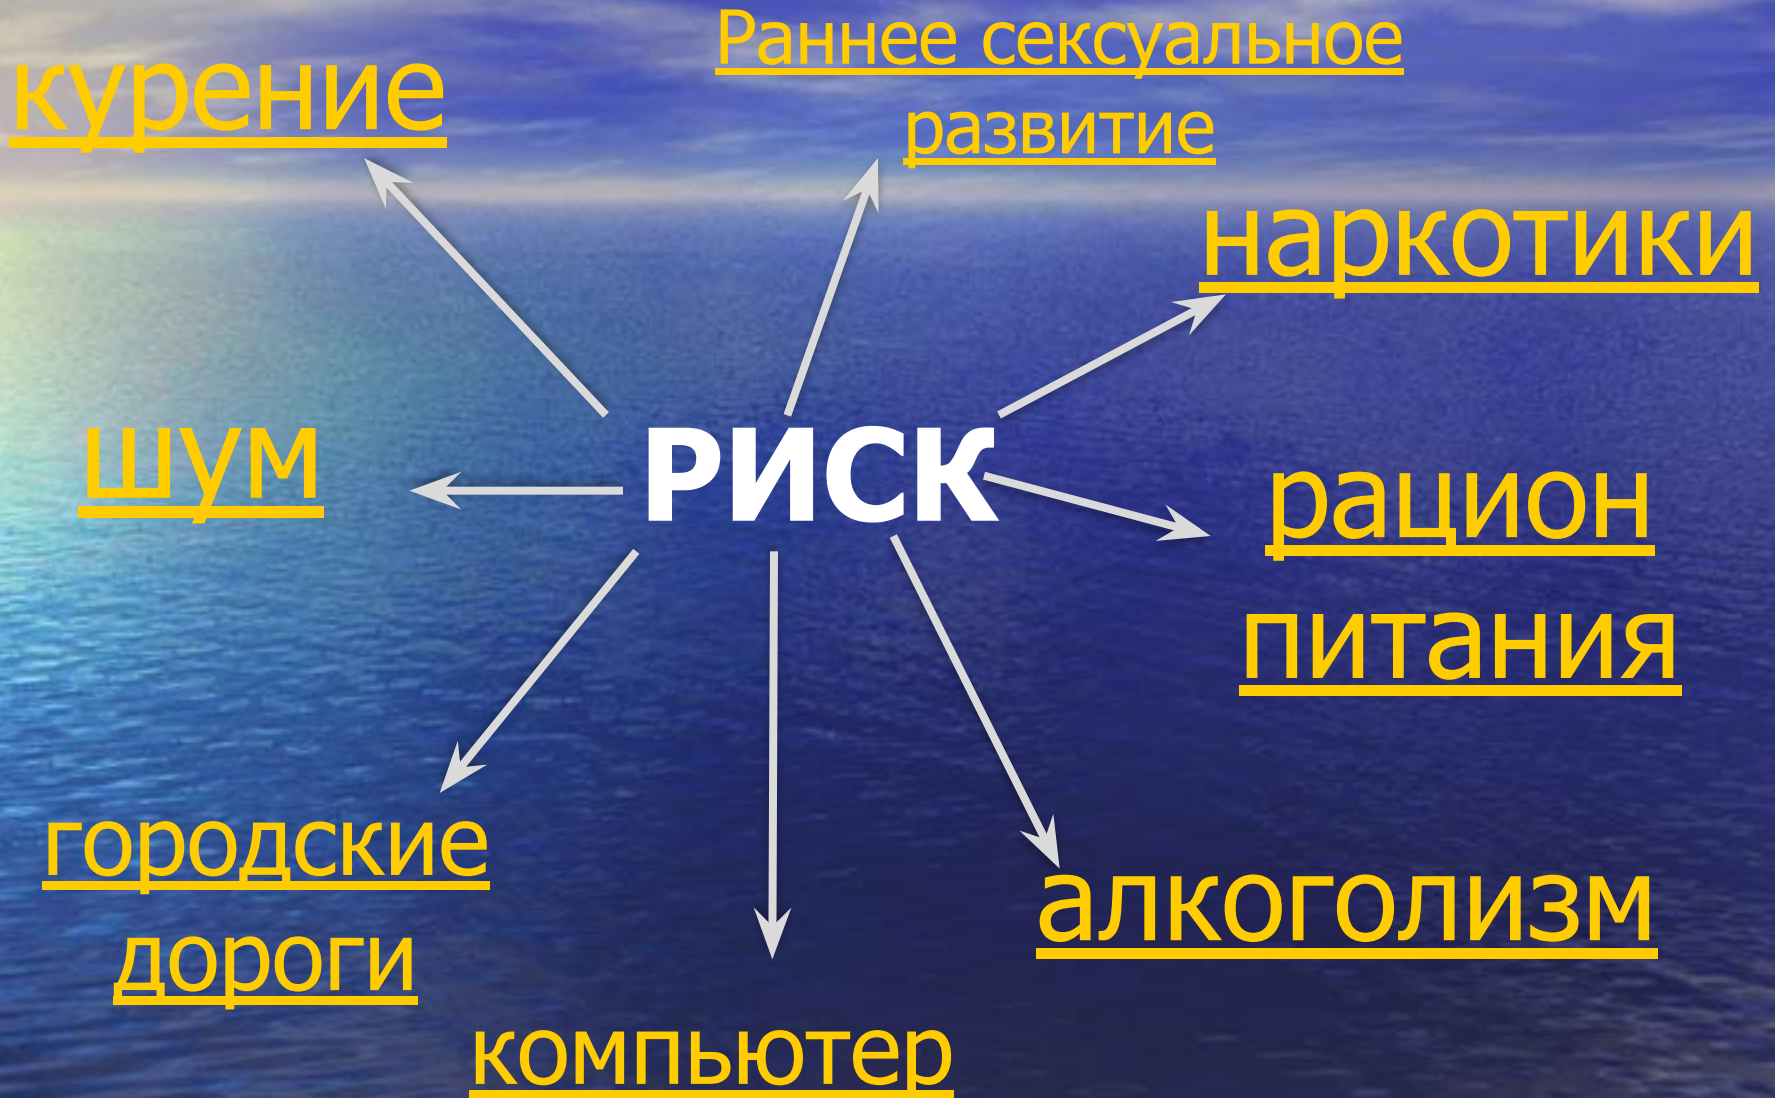 курение
Раннее сексуальное
развитие
наркотики
шум
РИСК
рацион
питания
городские
дороги
алкоголизм
компьютер